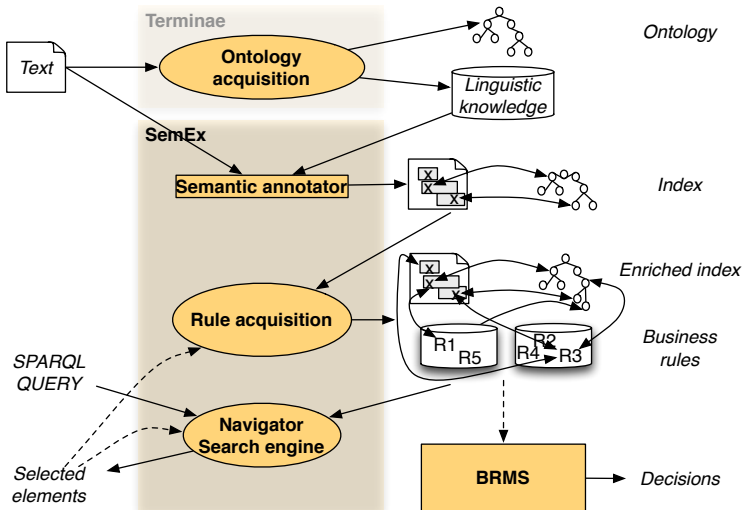 Terminae
Text
Ontology
acquisition
Ontology
Linguistic
knowledge
SemEx
Semantic annotator
X
X
X
Index
Rule acquisition
X
X
X
Enriched index
R1
R5
R2
R4
R3
Business
rules
SPARQL
QUERY
Navigator
Search engine
Selected
elements
BRMS
Decisions